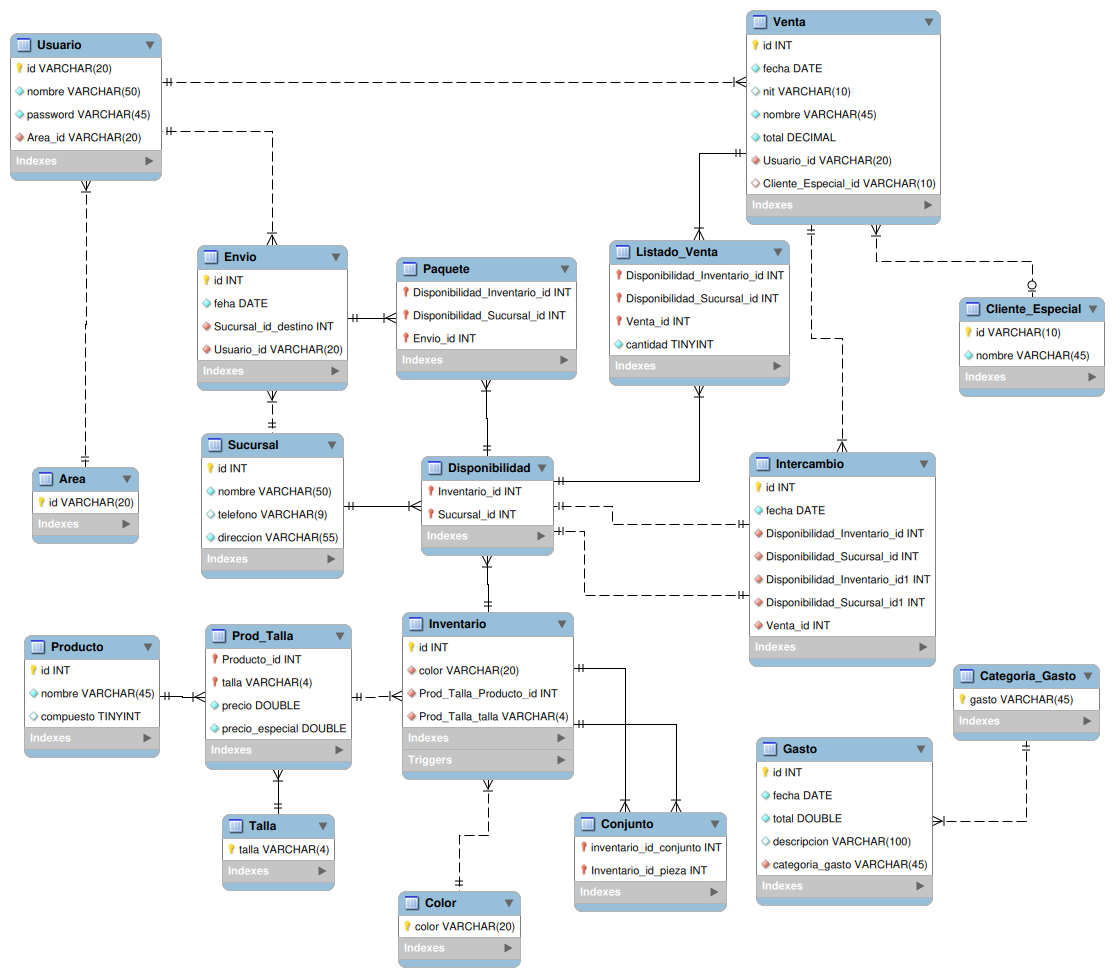 Usuario
id VARCHAR(20)
nombre VARCHAR(50)
password VARCHAR(45)
Area_id VARCHAR(20)
Indexes
Venta
id INT
fecha DATE
nit VARCHAR(10)
nombre VARCHAR(45)
total DECIMAL
Usuario_id VARCHAR(20)
Cliente_Especial_id VARCHAR(10)
Indexes
Envio
id INT
feha DATE
Sucursal_id_destino INT
Usuario_id VARCHAR(20)
Indexes
Paquete
Disponibilidad_Inventario_id INT
Disponibilidad_Sucursal_id INT
Envio_id INT
Indexes
Listado_Venta
Disponibilidad_Inventario_id INT
Disponibilidad_Sucursal_id INT
Venta_id INT
cantidad TINYINT
Indexes
Cliente_Especial
id VARCHAR(10)
nombre VARCHAR(45)
Indexes
Area
id VARCHAR(20)
Indexes
Sucursal
id INT
nombre VARCHAR(50)
telefono VARCHAR(9)
direccion VARCHAR(55)
Indexes
Disponibilidad
Inventario_id INT
Sucursal_id INT
Indexes
Intercambio
id INT
fecha DATE
Disponibilidad_Inventario_id INT
Disponibilidad_Sucursal_id INT
Disponibilidad_Inventario_id1 INT
Disponibilidad_Sucursal_id1 INT
Venta_id INT
Indexes
Producto
id INT
nombre VARCHAR(45)
compuesto TINYINT
Indexes
Prod_Talla
Producto_id INT
talla VARCHAR(4)
precio DOUBLE
precio_especial DOUBLE
Indexes
Inventario
id INT
color VARCHAR(20)
Prod_Talla_Producto_id INT
Prod_Talla_talla VARCHAR(4)
Indexes
Triggers
Categoria_Gasto
gasto VARCHAR(45)
Indexes
Gasto
id INT
fecha DATE
total DOUBLE
descripcion VARCHAR(100)
categoria_gasto VARCHAR(45)
Indexes
Talla
talla VARCHAR(4)
Indexes
Conjunto
inventario_id_conjunto INT
Inventario_id_pieza INT
Indexes
Color
color VARCHAR(20)
Indexes